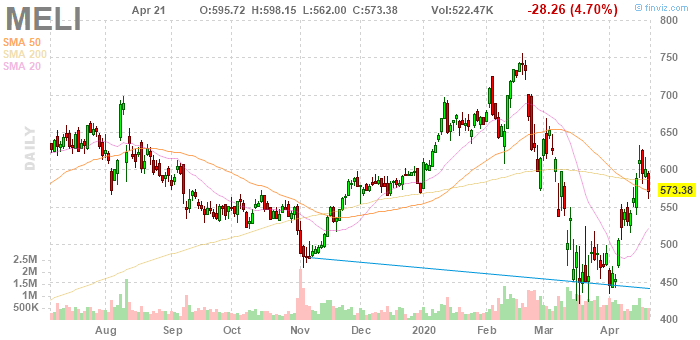 © finviz.com
MELI Apr 21 O:595.72 H:598.15 L:562.00 C:573.38 Vol:522.47K -28.26 (4.70%)
SMA 50
SMA 200
SMA 20
DAILY
800
750
700
650
600
573.38
550
500
450
400
2.5M
2M
1.5M
1M
500K
Aug Sep Oct Nov Dec 2020 Feb Mar Apr